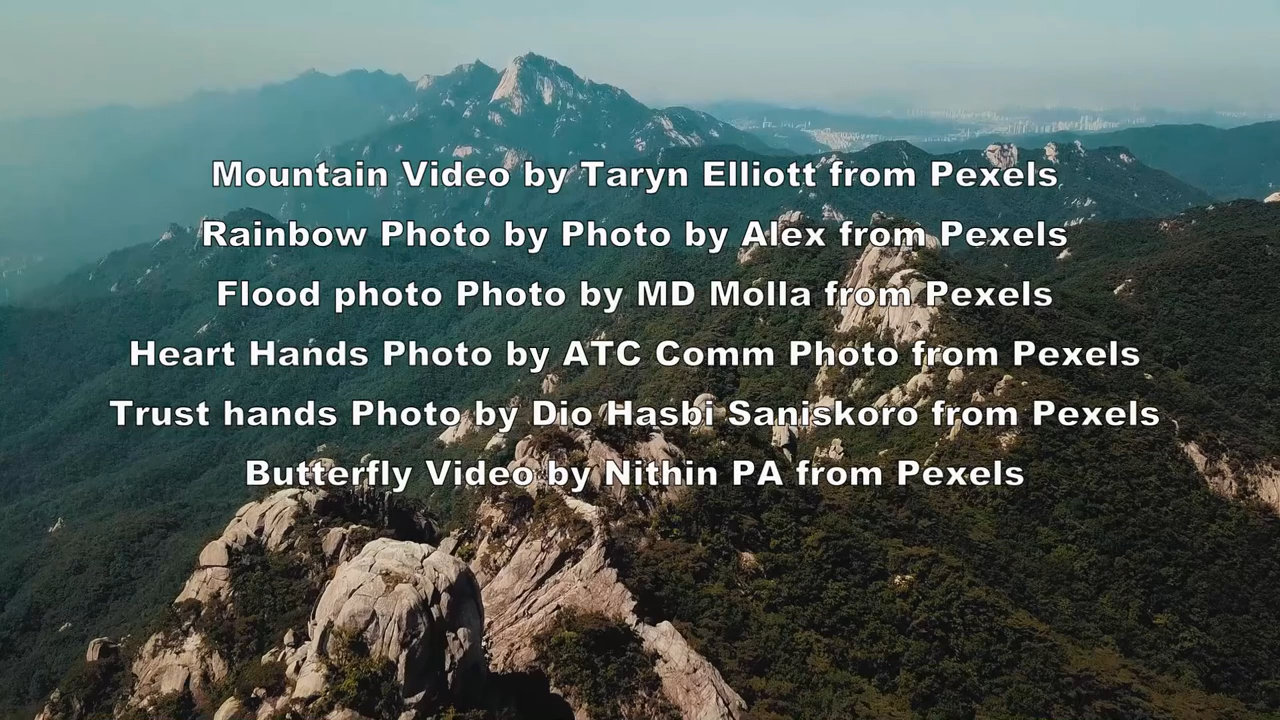 Mountain Video by Taryn Elliott from Pexels
Rainbow Photo by Photo by Alex from Pexels
Flood photo Photo by MD Molla from Pexels
Heart Hands Photo by ATC Comm Photo from Pexels
Trust hands Photo by Dio Hasbi Saniskoro from Pexels
Butterfly Video by Nithin PA from Pexels